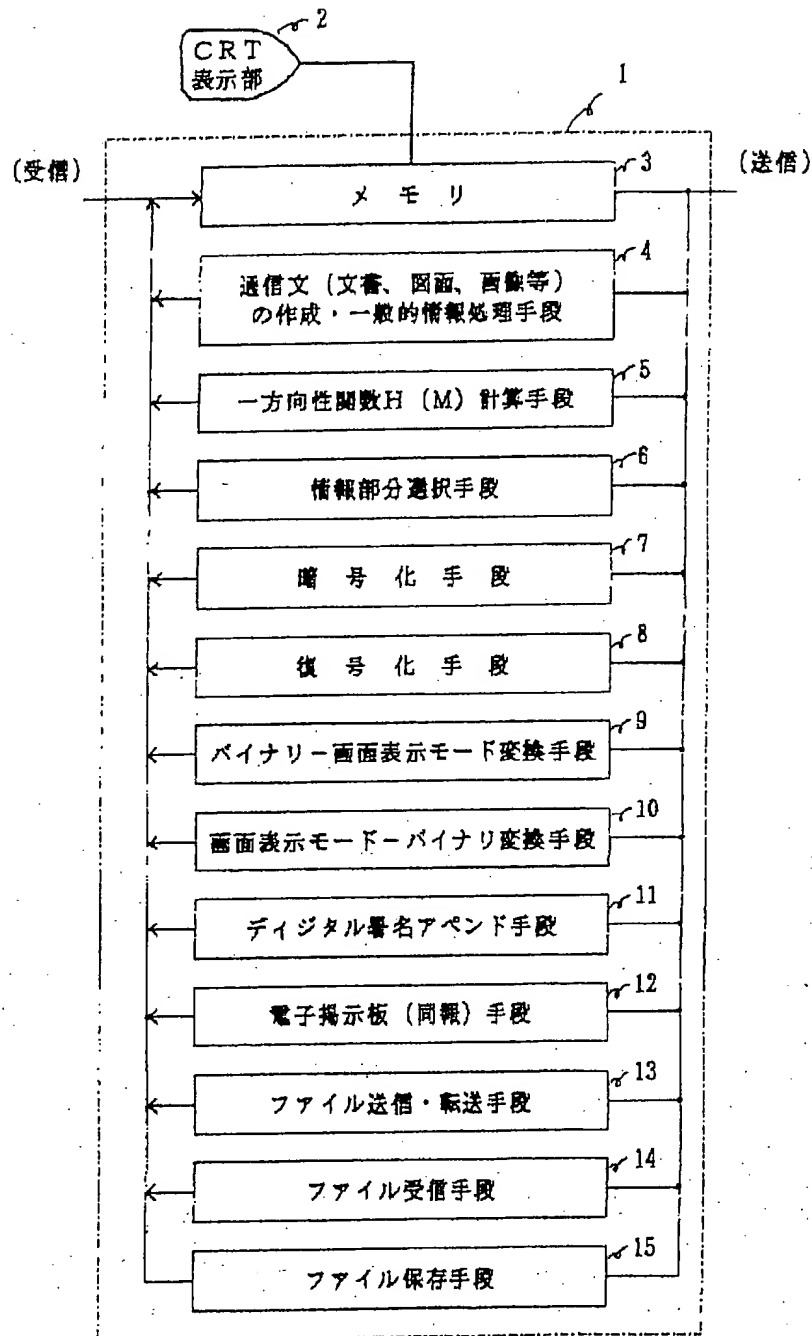 2
CRT
表示部
1
(受信)
(送信)
3
メモリ
4
通信文(文書、図面、画像等)
の作成・一般的情報処理手段
5
一方向性関数H(M)計算手段
6
情報部分選択手段
7
暗号化手段
8
復号化手段
9
バイナリー画面表示モード変換手段
10
画面表示モードーバイナリ変換手段
11
ディジタル署名アペンド手段
12
電子掲示板(同報)手段
13
ファイル送信・転送手段
14
ファイル受信手段
15
ファイル保存手段